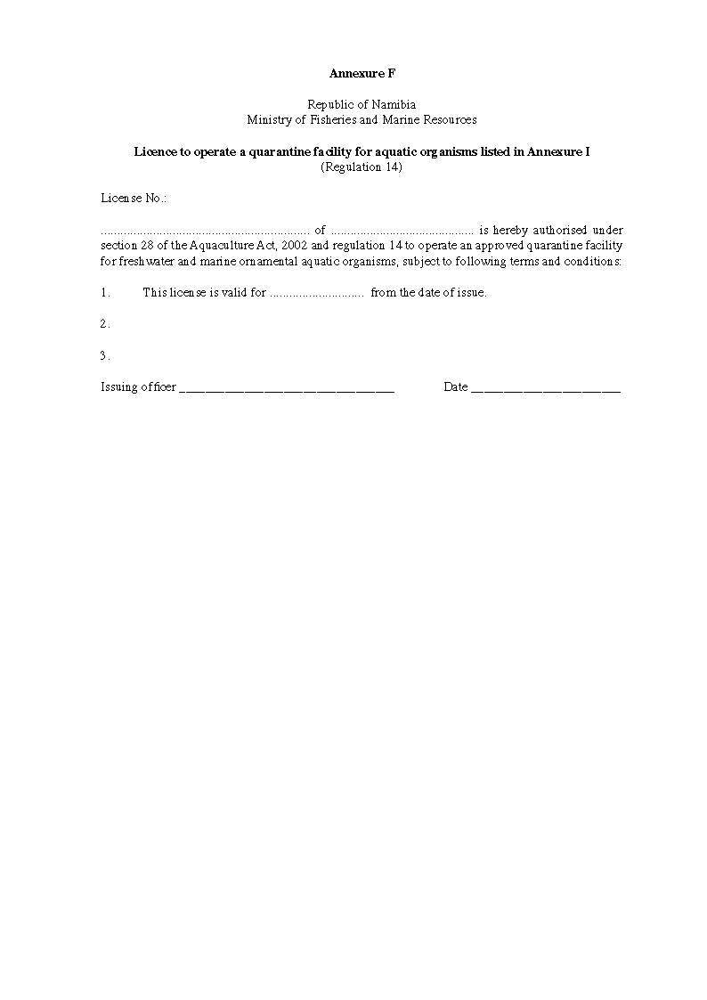 Annexure F
Republic of Namibia
Ministry of Fisheries and Marine Resources
Licence to operate a quarantine facility for aquatic organisms listed in Annexure I
(Regulation 14)
License No.:
................................................................ of ............................................ is hereby authorised under
section 28 of the Aquaculture Act, 2002 and regulation 14 to operate an approved quarantine facility
for freshwater and marine ornamental aquatic organisms, subject to following terms and conditions:
1. This license is valid for ............................. from the date of issue.
2.
3.
Issuing officer _________________________________ Date _______________________